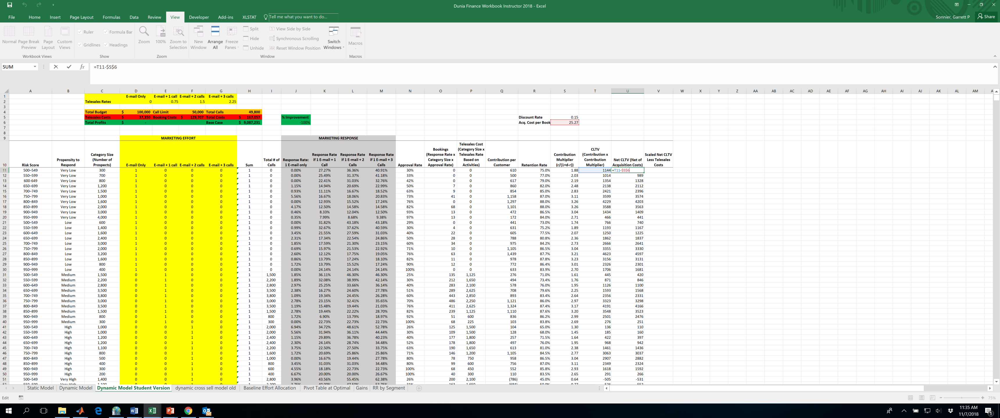 Dunia Finance Workbook Instructor 2018 - Excel
File Home Insert Page Layout Formulas Data Review View Developer Add-ins XLSTAT Tell me what you want to do... Sonnier, Garrett P Share
Ruler Formula Bar Split View Side by Side
Hide Synchronous Scrolling
Normal Page Break Preview Page Layout Custom Views Gridlines Headings Zoom 100% Zoom to Selection New Window Arrange All Freeze Panes Unhide Reset Window Position Switch Windows Macros
Workbook Views Show Zoom Window Macros
SUM =T11-$S$6
A B C D E F G H I J K L M N O P Q R S T U V W X Y Z AA AB AC AD AE AF AG AH AI AJ AK AL AM
1 E-mail Only E-mail + 1 call E-mail + 2 calls E-mail + 3 calls
2 Telesales Rates 0 0.75 1.5 2.25
3
4 Total Budget $ 100,000 Call Limit 50,000 Total Calls 49,800
5 Telesales Costs $ 37,350 Booking Costs $ 129,707 Total Costs $ 167,057 % Improvement Discount Rate 0.15
6 Total Profits $ - Base Case $ 9,087,231 -100% Acq. Cost per Book 25.27
7
8
9 MARKETING EFFORT MARKETING RESPONSE
10 Risk Score Propensity to Respond Category Size (Number of Prospects) E-mail Only E-mail + 1 call E-mail + 2 calls E-mail + 3 calls Sum Total # of Calls Response Rate: 1 E-mail only Response Rate if 1 E-mail + 1 Call Response Rate if 1 E-mail + 2 Calls Response Rate if 1 E-mail + 3 Calls Approval Rate Bookings (Response Rate x Category Size x Approval Rate) Telesales Cost (Category Size x Telesales Rate Based on Activities) Contribution per Customer Retention Rate Contribution Multiplier (r/(1+d-r)) CLTV (Contribution x Contribution Multiplier) Net CLTV (Net of Acquisition Costs) Scaled Net CLTV Less Telesales Costs
11 500–549 Very Low 300 1 0 0 0 1 0 0.00% 27.27% 36.36% 40.91% 30% 0 0 610 75.0% 1.88 1144 =T11-$S$6
12 550–599 Very Low 700 1 0 0 0 1 0 0.00% 25.49% 31.37% 41.18% 33% 0 0 500 77.0% 2.03 1014 989
13 600-649 Very Low 800 1 0 0 0 1 0 0.00% 22.41% 31.03% 32.76% 42% 0 0 617 79.0% 2.19 1354 1328
14 650–699 Very Low 1,200 1 0 0 0 1 0 1.15% 14.94% 20.69% 22.99% 50% 7 0 860 82.0% 2.48 2138 2112
15 700–749 Very Low 1,500 1 0 0 0 1 0 0.93% 11.11% 16.67% 18.52% 63% 9 0 854 85.0% 2.83 2421 2396
16 750–799 Very Low 1,000 1 0 0 0 1 0 5.56% 16.67% 18.06% 20.83% 73% 41 0 1,158 87.0% 3.11 3599 3574
17 800–849 Very Low 1,600 1 0 0 0 1 0 0.00% 12.93% 15.52% 17.24% 76% 0 0 1,297 88.0% 3.26 4229 4203
18 850–899 Very Low 2,000 1 0 0 0 1 0 4.17% 12.50% 14.58% 14.58% 82% 68 0 1,101 88.0% 3.26 3588 3563
19 900–949 Very Low 3,000 1 0 0 0 1 0 0.46% 8.33% 12.04% 12.50% 93% 13 0 472 86.5% 3.04 1434 1409
20 950–999 Very Low 4,000 1 0 0 0 1 0 0.35% 7.99% 8.68% 9.38% 97% 13 0 172 84.0% 2.71 466 441
21 500–549 Low 600 1 0 0 0 1 0 0.00% 31.82% 43.18% 43.18% 29% 0 0 441 73.0% 1.74 766 740
22 550–599 Low 1,400 1 0 0 0 1 0 0.99% 32.67% 37.62% 40.59% 30% 4 0 631 75.2% 1.89 1193 1167
23 600–649 Low 1,600 1 0 0 0 1 0 3.45% 21.55% 27.59% 31.03% 40% 22 0 605 77.5% 2.07 1250 1225
24 650–699 Low 2,400 1 0 0 0 1 0 2.31% 17.34% 22.54% 24.86% 50% 28 0 788 80.8% 2.36 1862 1837
25 700–749 Low 3,000 1 0 0 0 1 0 1.85% 17.59% 21.30% 23.15% 60% 34 0 975 84.2% 2.73 2666 2641
26 750–799 Low 2,000 1 0 0 0 1 0 0.69% 15.97% 21.53% 22.92% 71% 10 0 1,105 86.5% 3.04 3355 3330
27 800–849 Low 3,200 1 0 0 0 1 0 2.60% 12.12% 17.75% 19.05% 76% 63 0 1,439 87.7% 3.21 4623 4597
28 850–899 Low 1,600 1 0 0 0 1 0 0.86% 13.79% 17.24% 18.10% 82% 11 0 978 87.8% 3.23 3156 3131
29 900–949 Low 800 1 0 0 0 1 0 1.72% 13.79% 15.52% 17.24% 90% 12 0 772 86.4% 3.01 2326 2301
30 950–999 Low 400 1 0 0 0 1 0 0.00% 24.14% 24.14% 24.14% 100% 0 0 633 83.9% 2.70 1706 1681
31 500–549 Medium 1,500 0 1 0 0 1 1,500 1.85% 36.11% 46.30% 46.30% 25% 135 1,125 276 71.0% 1.61 445 420
32 550–599 Medium 2,200 0 1 0 0 1 2,200 1.89% 32.08% 38.99% 42.14% 30% 212 1,650 494 73.4% 1.76 871 846
33 600–649 Medium 2,800 0 1 0 0 1 2,800 2.97% 25.25% 33.66% 36.14% 40% 283 2,100 578 76.0% 1.95 1126 1100
34 650–699 Medium 3,500 0 1 0 0 1 3,500 2.38% 16.27% 24.60% 27.78% 51% 289 2,625 708 79.6% 2.25 1593 1568
35 700–749 Medium 3,800 0 1 0 0 1 3,800 1.09% 19.34% 24.45% 26.28% 60% 443 2,850 893 83.4% 2.64 2356 2331
36 750–799 Medium 3,000 0 1 0 0 1 3,000 2.78% 23.15% 32.41% 35.65% 70% 486 2,250 1,121 86.0% 2.97 3323 3298
37 800–849 Medium 3,500 0 1 0 0 1 3,500 1.19% 15.48% 19.44% 21.03% 76% 411 2,625 1,324 87.4% 3.17 4191 4166
38 850–899 Medium 1,500 0 1 0 0 1 1,500 2.78% 19.44% 22.22% 28.70% 82% 239 1,125 1,110 87.6% 3.20 3548 3523
39 900–949 Medium 800 0 1 0 0 1 800 1.72% 6.90% 13.79% 18.97% 92% 51 600 836 86.2% 2.99 2501 2476
40 950–999 Medium 300 0 1 0 0 1 300 0.00% 22.73% 22.73% 22.73% 100% 68 225 103 83.8% 2.69 276 251
41 500–549 High 1,000 0 0 1 0 1 2,000 6.94% 34.72% 48.61% 52.78% 26% 125 1,500 104 65.0% 1.30 136 110
42 550–599 High 1,000 0 0 1 0 1 2,000 5.56% 31.94% 36.11% 44.44% 30% 109 1,500 128 68.0% 1.45 185 160
43 600–649 High 1,200 0 0 1 0 1 2,400 1.15% 29.89% 36.78% 40.23% 40% 177 1,800 257 71.5% 1.64 422 397
44 650–699 High 1,200 0 0 1 0 1 2,400 2.30% 24.14% 28.74% 34.48% 52% 178 1,800 497 76.0% 1.95 968 942
45 700–749 High 1,100 0 0 1 0 1 2,200 3.75% 22.50% 27.50% 33.75% 63% 190 1,650 613 81.0% 2.38 1461 1436
46 750–799 High 800 0 0 1 0 1 1,600 1.72% 20.69% 25.86% 25.86% 71% 146 1,200 1,105 84.5% 2.77 3063 3037
47 800–849 High 500 0 0 1 0 1 1,000 0.00% 16.67% 19.44% 27.78% 80% 78 750 958 86.5% 3.04 2907 2882
48 850–899 High 400 0 0 1 0 1 800 3.45% 31.03% 31.03% 34.48% 80% 99 600 756 87.0% 3.11 2349 2324
49 900–949 High 300 0 0 1 0 1 600 4.55% 18.18% 22.73% 22.73% 100% 68 450 552 85.8% 2.93 1618 1592
50 950–999 High 200 0 0 1 0 1 400 6.67% 20.00% 20.00% 26.67% 100% 40 300 110 83.5% 2.65 291 266
51 500–549 Very High 1,400 0 0 1 0 1 2,800 3.96% 43.56% 55.45% 62.38% 26% 200 2,100 (786) 45.0% 0.64 -505 -531
Static Model Dynamic Model Dynamic Model Student Version dynamic cross sell model old Baseline Effort Allocation Pivot Table at Optimal Gains RR by Segment
Edit 75%
11:35 AM
11/7/2018